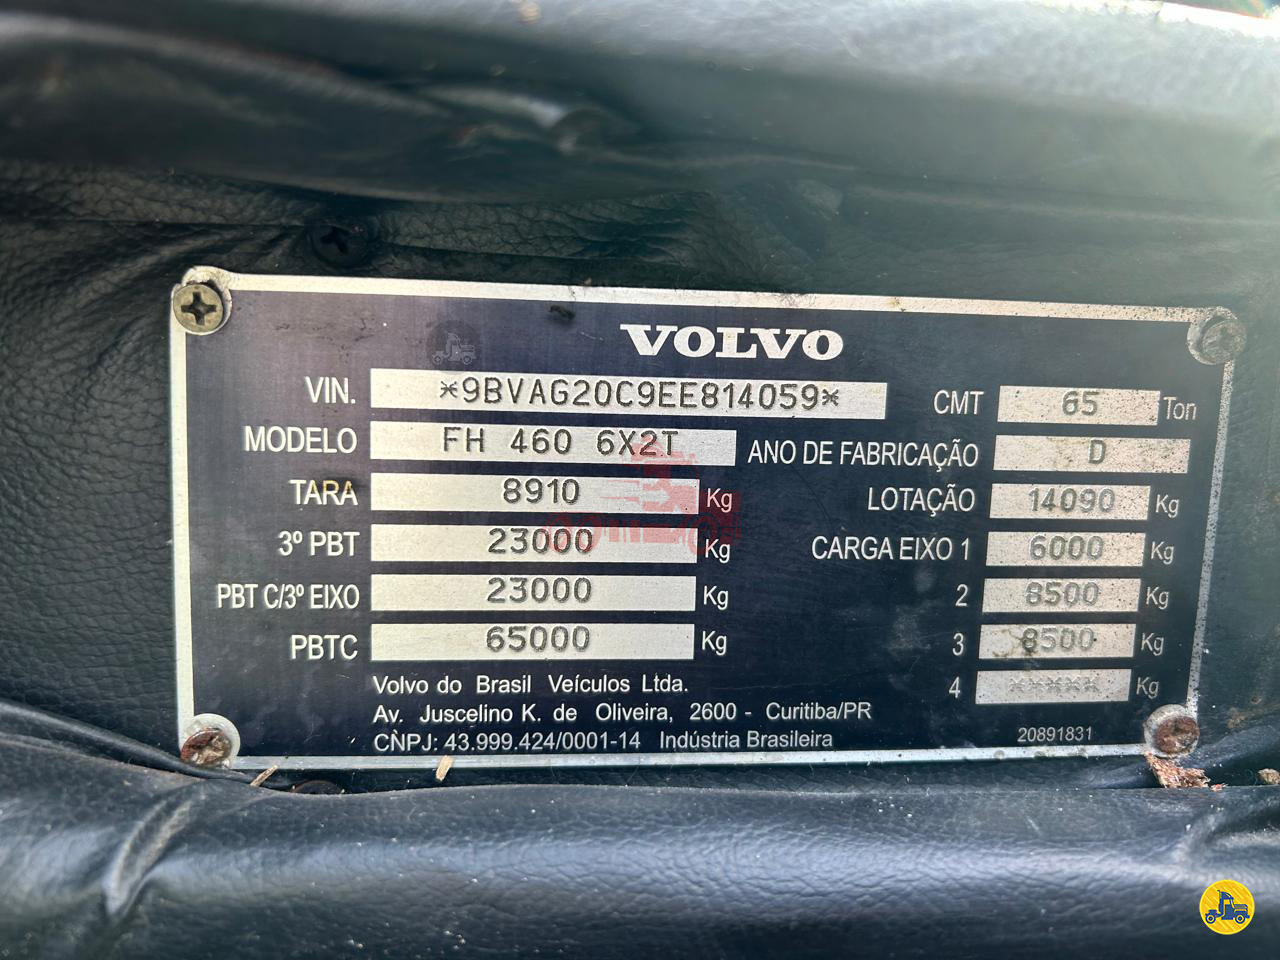 VOLVO
VIN. *9BVAG20C9EE814059* CMT 65 Ton
MODELO FH 460 6X2T ANO DE FABRICAÇÃO D
TARA 8910 Kg LOTAÇÃO 14090 Kg
3º PBT 23000 Kg CARGA EIXO 1 6000 Kg
PBT C/3º EIXO 23000 Kg 2 8500 Kg
PBTC 65000 Kg 3 8500 Kg
4 ***** Kg
Volvo do Brasil Veículos Ltda.
Av. Juscelino K. de Oliveira, 2600 - Curitiba/PR
CNPJ: 43.999.424/0001-14 Indústria Brasileira 20891831